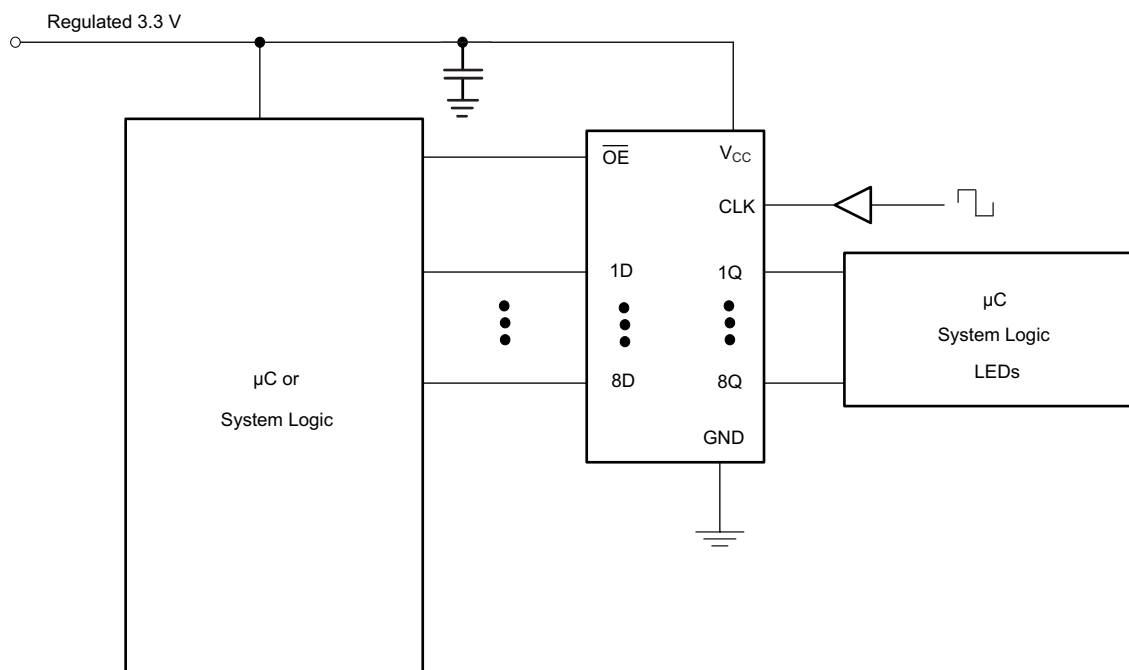 Regulated 3.3 V
OE
VCC
CLK
1D
1Q
µC
System Logic
LEDs
µC or
System Logic
8D
8Q
GND